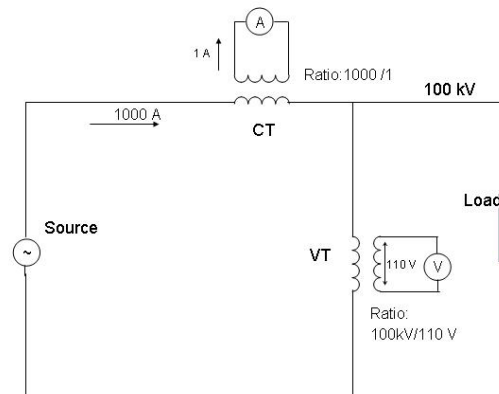 A
1 A
Ratio:1000 /1
1000 A
CT
100 kV
Source
~
VT
110 V
V
Load
Ratio:
100kV/110 V